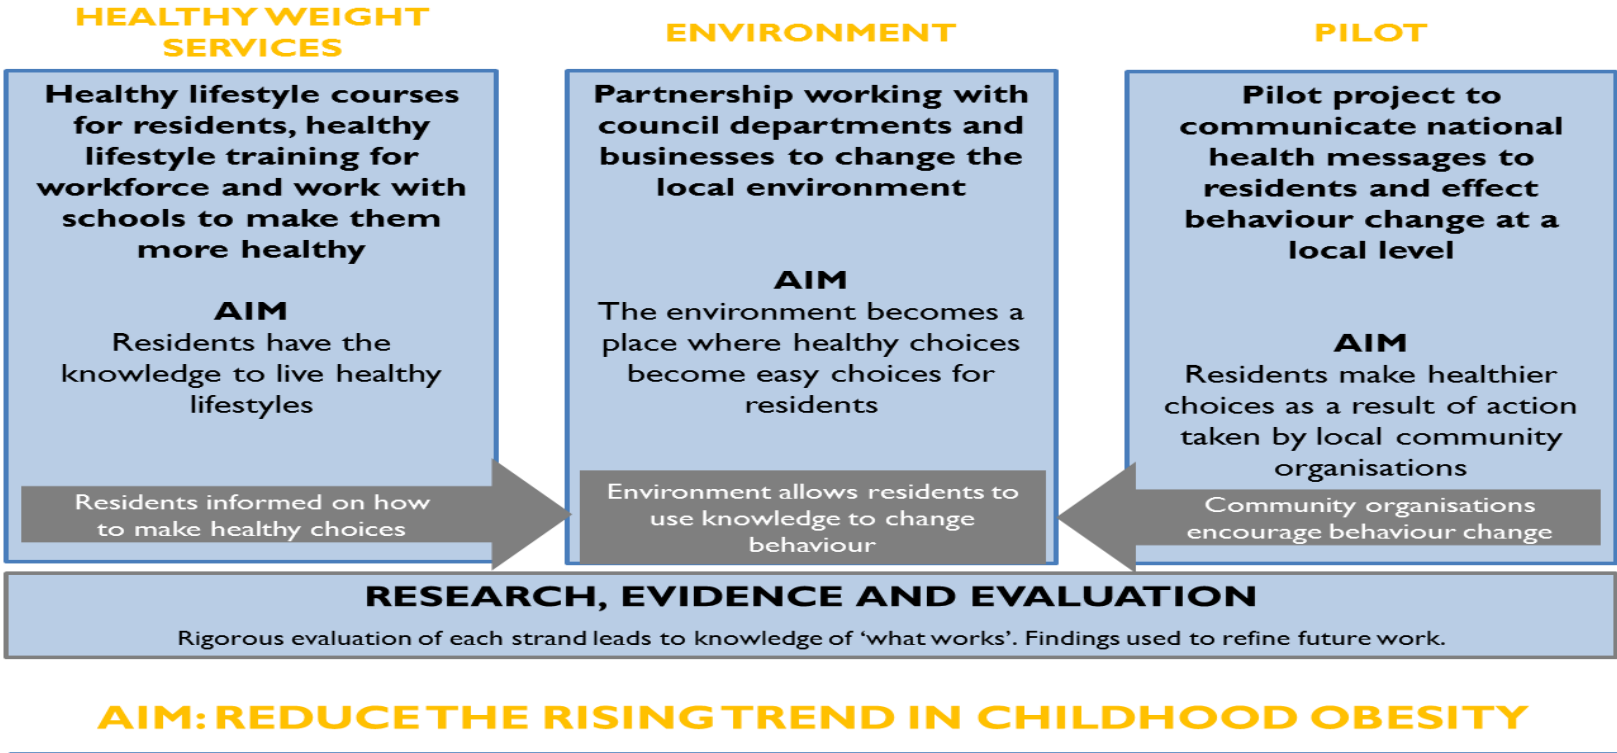 HEALTHY WEIGHT
SERVICES
Healthy lifestyle courses
for residents, healthy
lifestyle training for
workforce and work with
schools to make them
more healthy
AIM
Residents have the
knowledge to live healthy
lifestyles
Residents informed on how
to make healthy choices
ENVIRONMENT
Partnership working with
council departments and
businesses to change the
local environment
AIM
The environment becomes a
place where healthy choices
become easy choices for
residents
Environment allows residents to
use knowledge to change
behaviour
PILOT
Pilot project to
communicate national
health messages to
residents and effect
behaviour change at a
local level
AIM
Residents make healthier
choices as a result of action
taken by local community
organisations
Community organisations
encourage behaviour change
RESEARCH, EVIDENCE AND EVALUATION
Rigorous evaluation of each strand leads to knowledge of ‘what works’. Findings used to refine future work.
AIM: REDUCE THE RISING TREND IN CHILDHOOD OBESITY